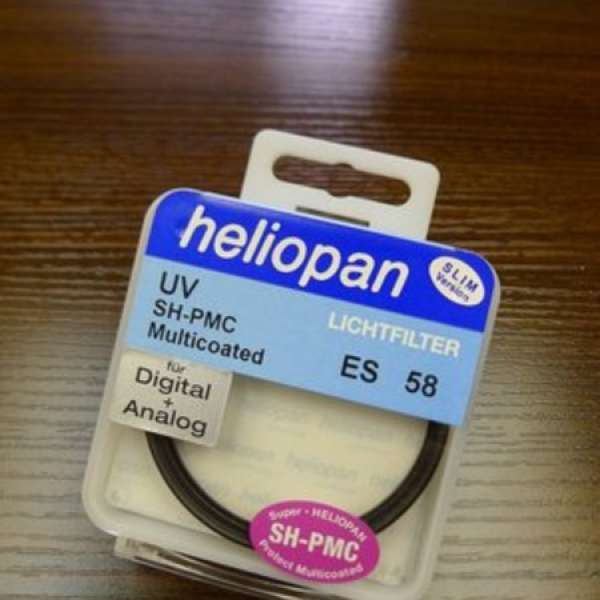 heliopan
SLIM
Version
UV
SH-PMC
Multicoated
LICHTFILTER
ES 58
für
Digital
+
Analog
Super - HELIOPAN
SH-PMC
Protect Multicoated